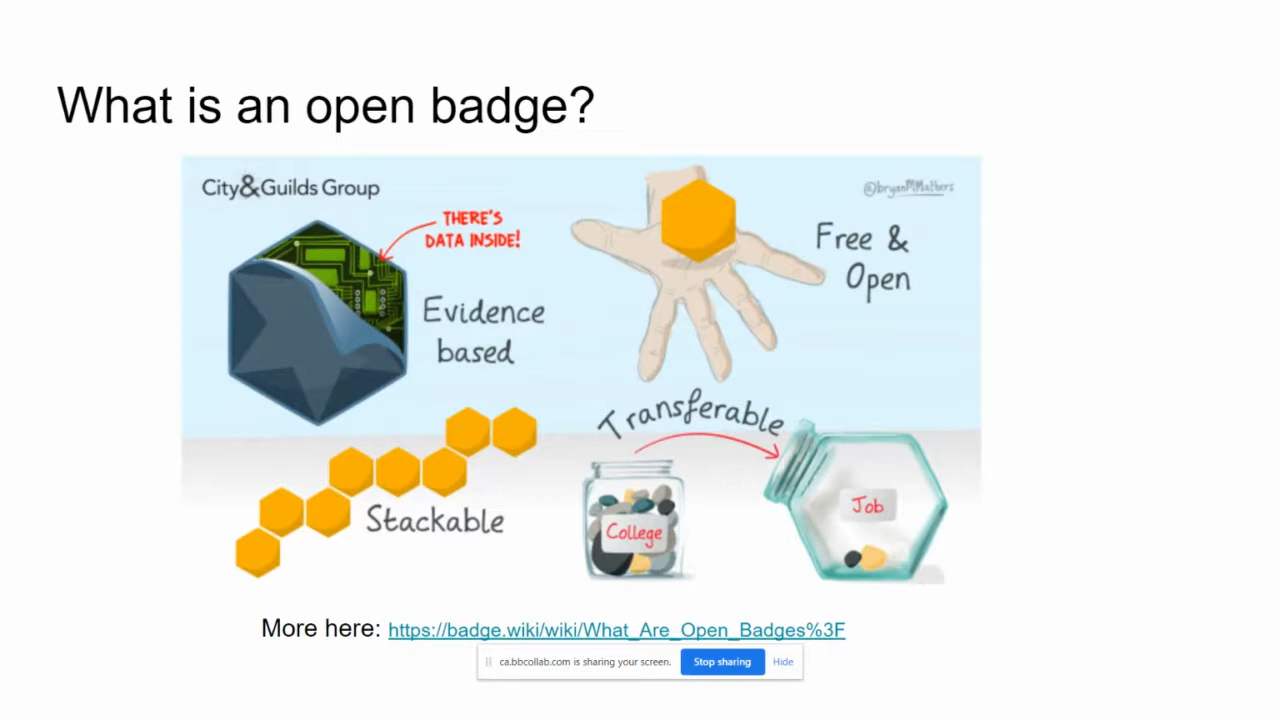 What is an open badge?
City&Guilds Group
@bryanMMathers
THERE'S
DATA INSIDE!
Evidence
based
Free &
Open
Stackable
Transferable
College
Job
More here: https://badge.wiki/wiki/What_Are_Open_Badges%3F
ca.bbcollab.com is sharing your screen.
Stop sharing
Hide